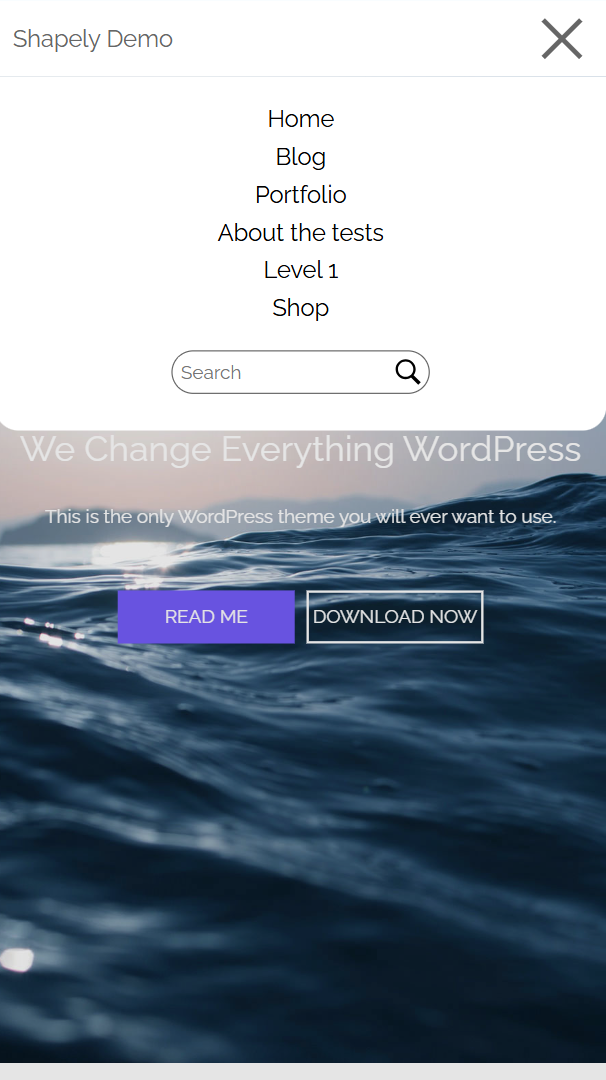 Shapely Demo
Home
Blog
Portfolio
About the tests
Level 1
Shop
Search
We Change Everything WordPress
This is the only WordPress theme you will ever want to use.
READ ME
DOWNLOAD NOW